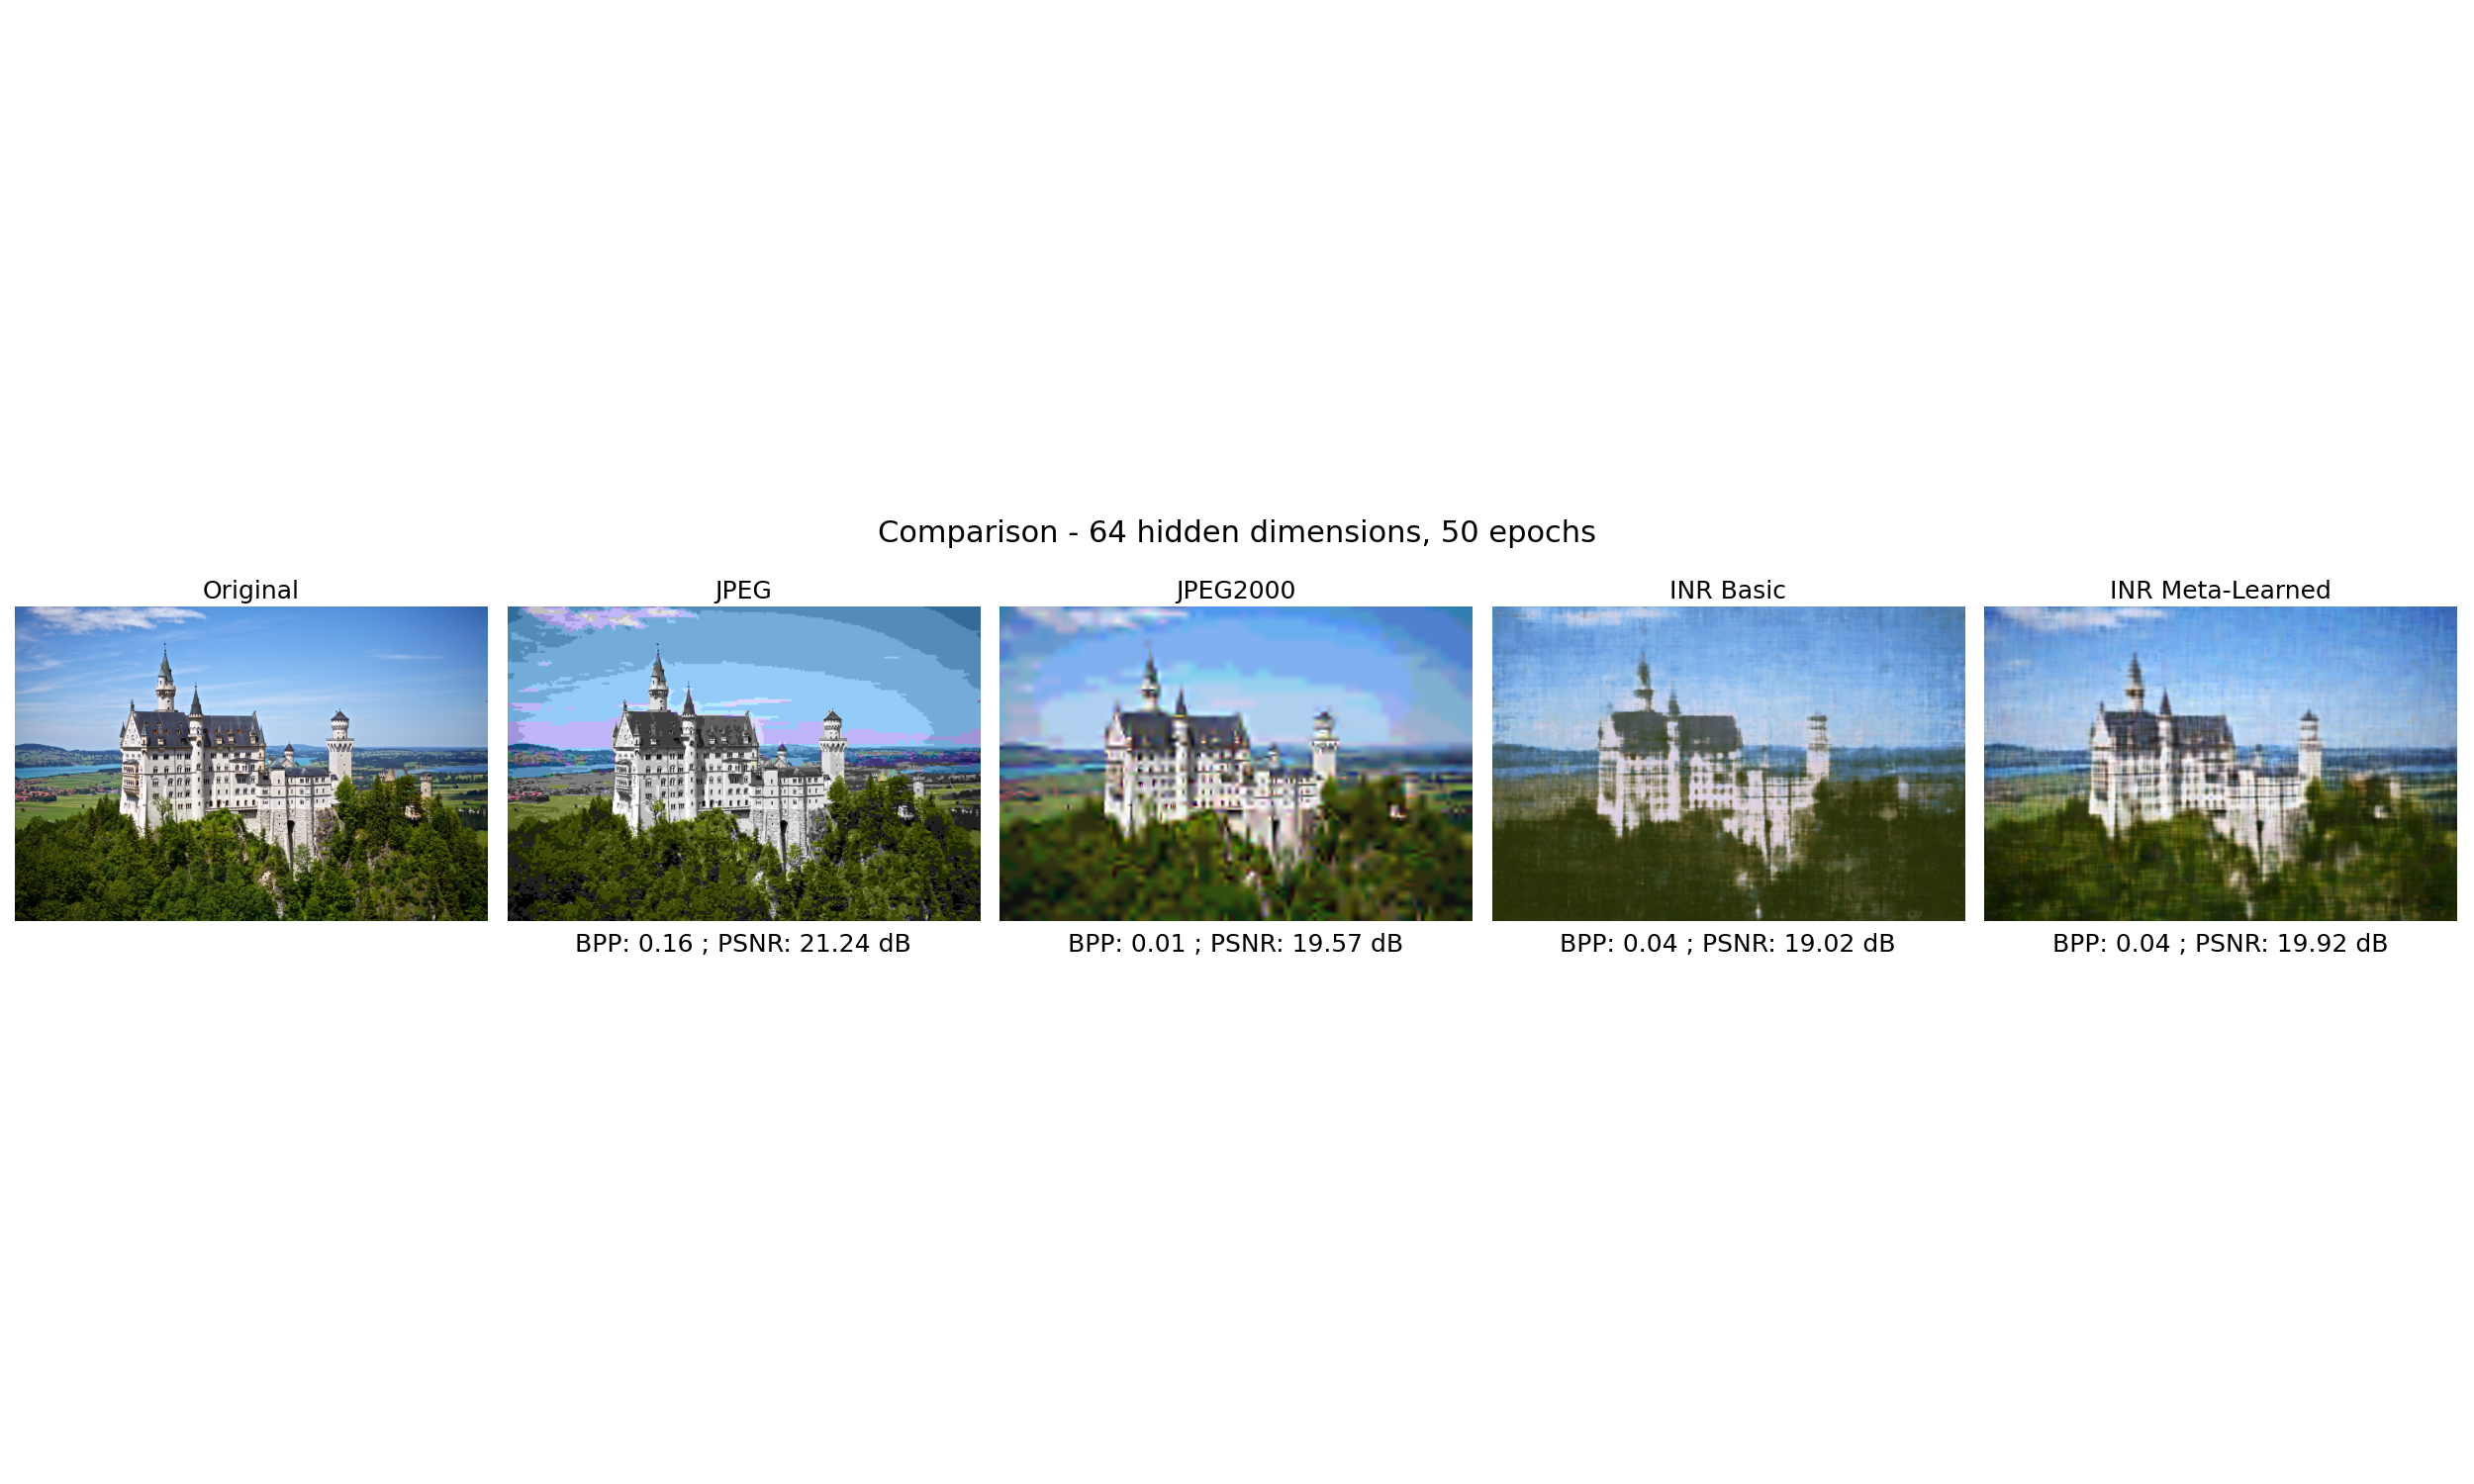 Comparison - 64 hidden dimensions, 50 epochs
Original
JPEG
JPEG2000
INR Basic
INR Meta-Learned
BPP: 0.16 ; PSNR: 21.24 dB
BPP: 0.01 ; PSNR: 19.57 dB
BPP: 0.04 ; PSNR: 19.02 dB
BPP: 0.04 ; PSNR: 19.92 dB